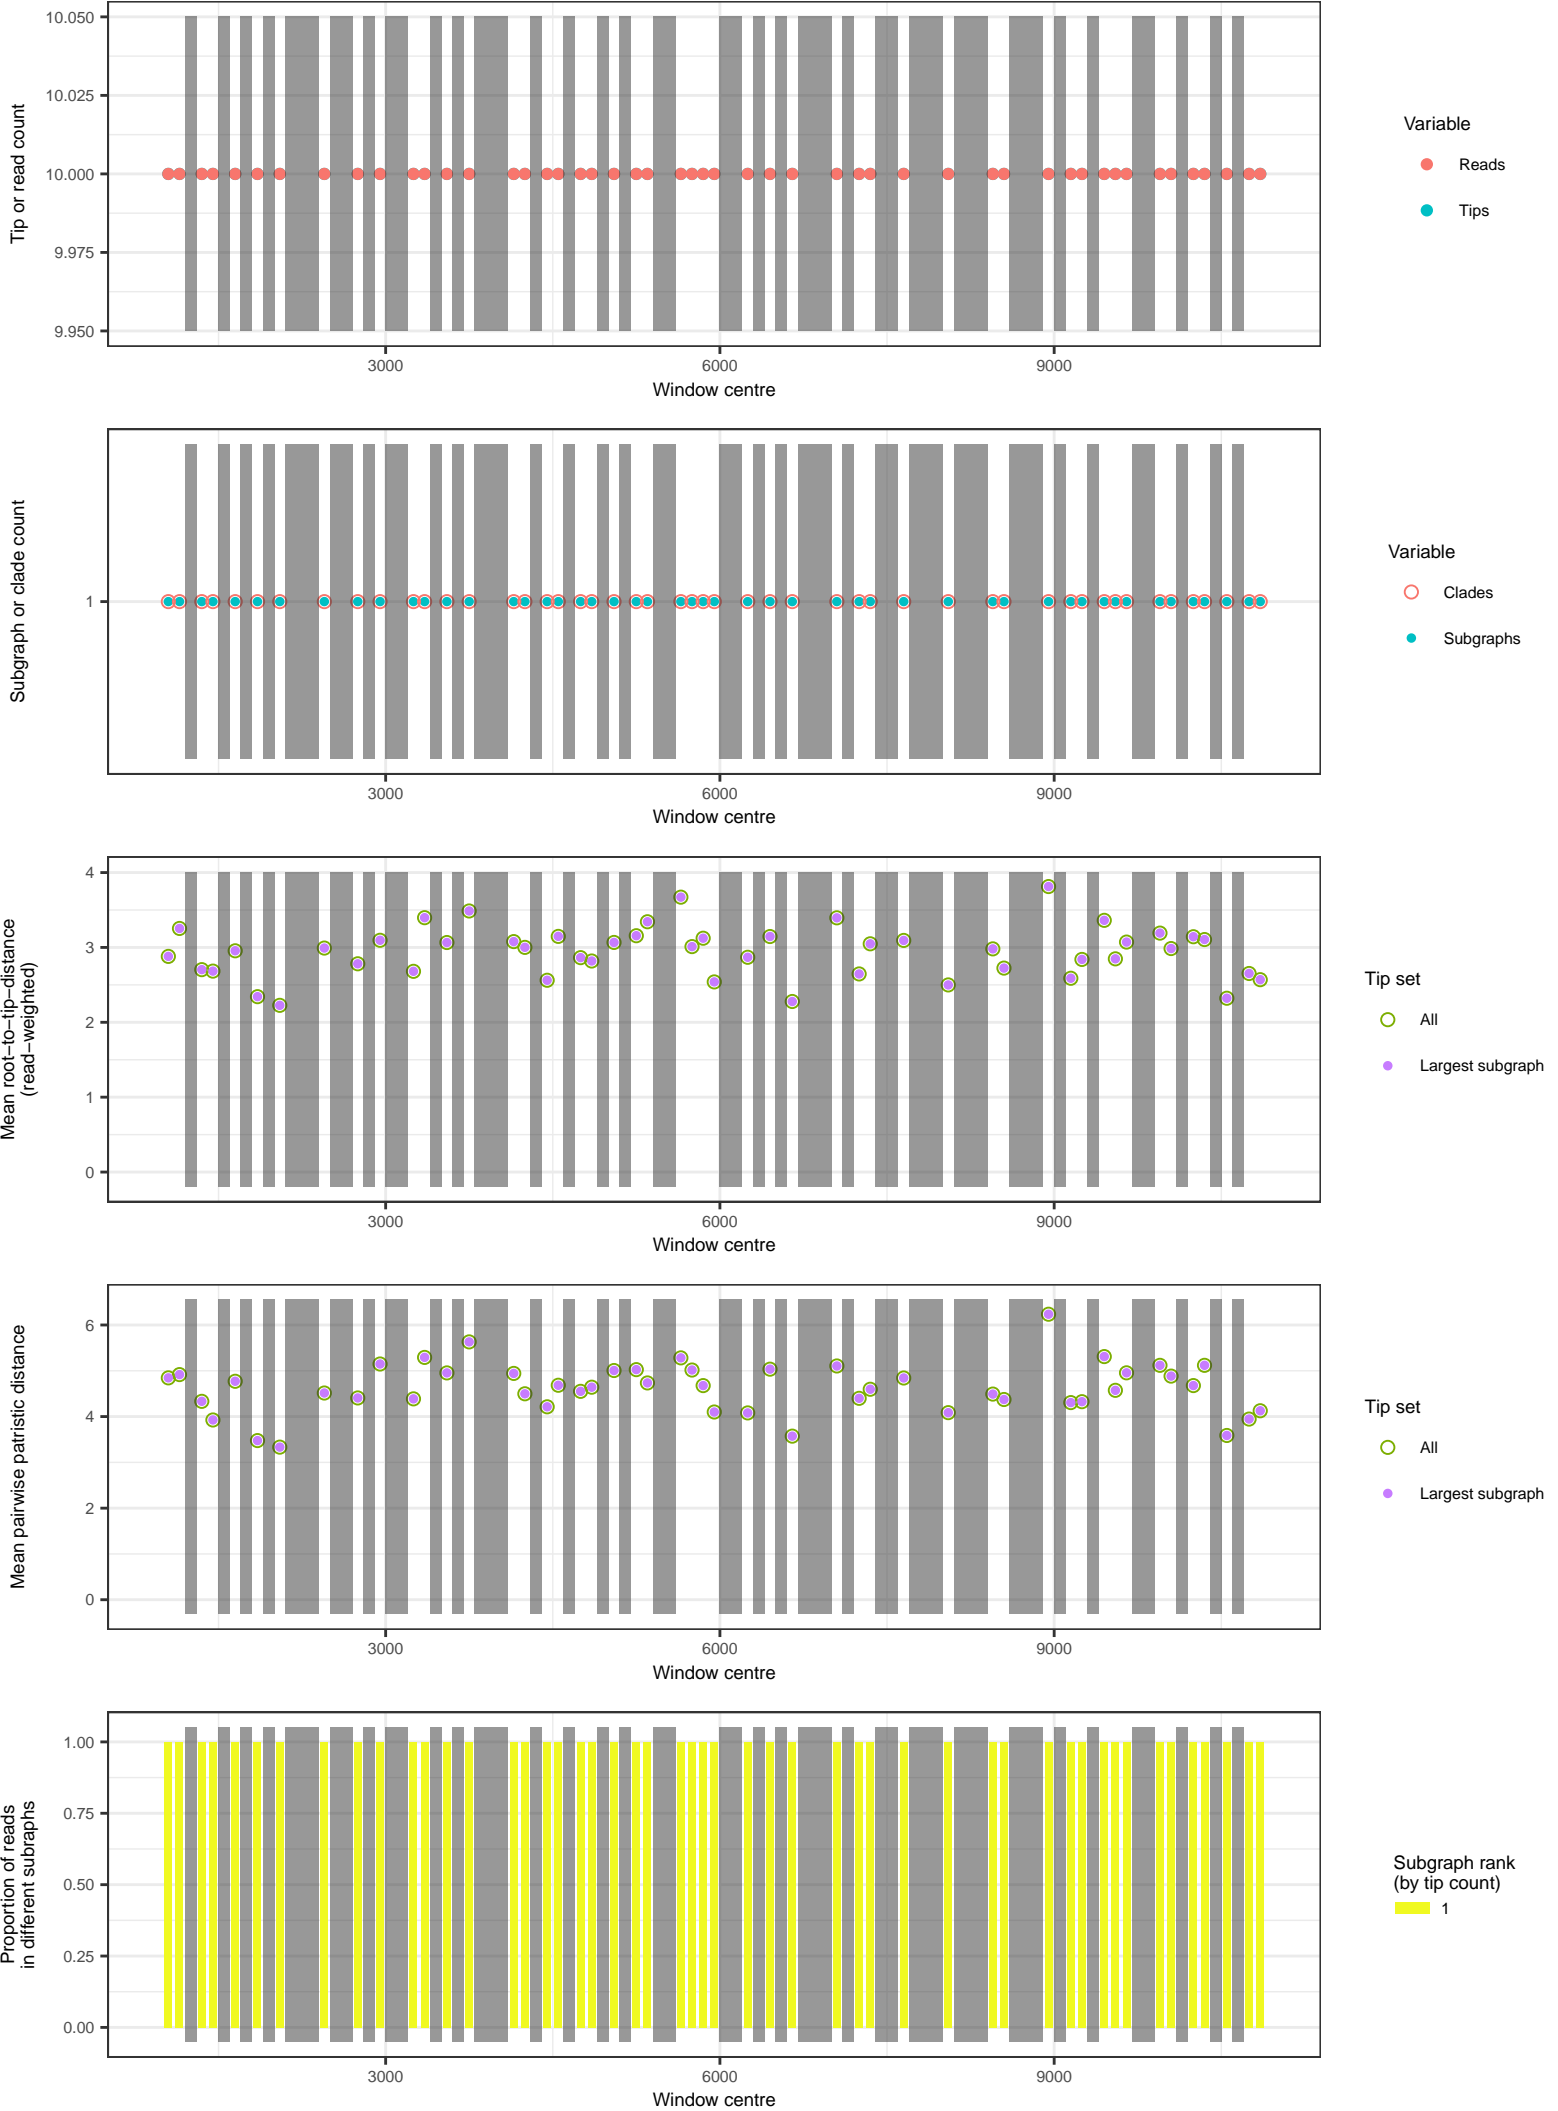 10.050
10.025
10.000
9.975
9.950
Tip or read count
3000
6000
9000
Window centre
Variable
Reads
Tips
1
Subgraph or clade count
3000
6000
9000
Window centre
Variable
Clades
Subgraphs
4
3
2
1
0
Mean root−to−tip−distance
(read−weighted)
3000
6000
9000
Window centre
Tip set
All
Largest subgraph
6
4
2
0
Mean pairwise patristic distance
3000
6000
9000
Window centre
Tip set
All
Largest subgraph
1.00
0.75
0.50
0.25
0.00
Proportion of reads
in different subraphs
3000
6000
9000
Window centre
Subgraph rank
(by tip count)
1